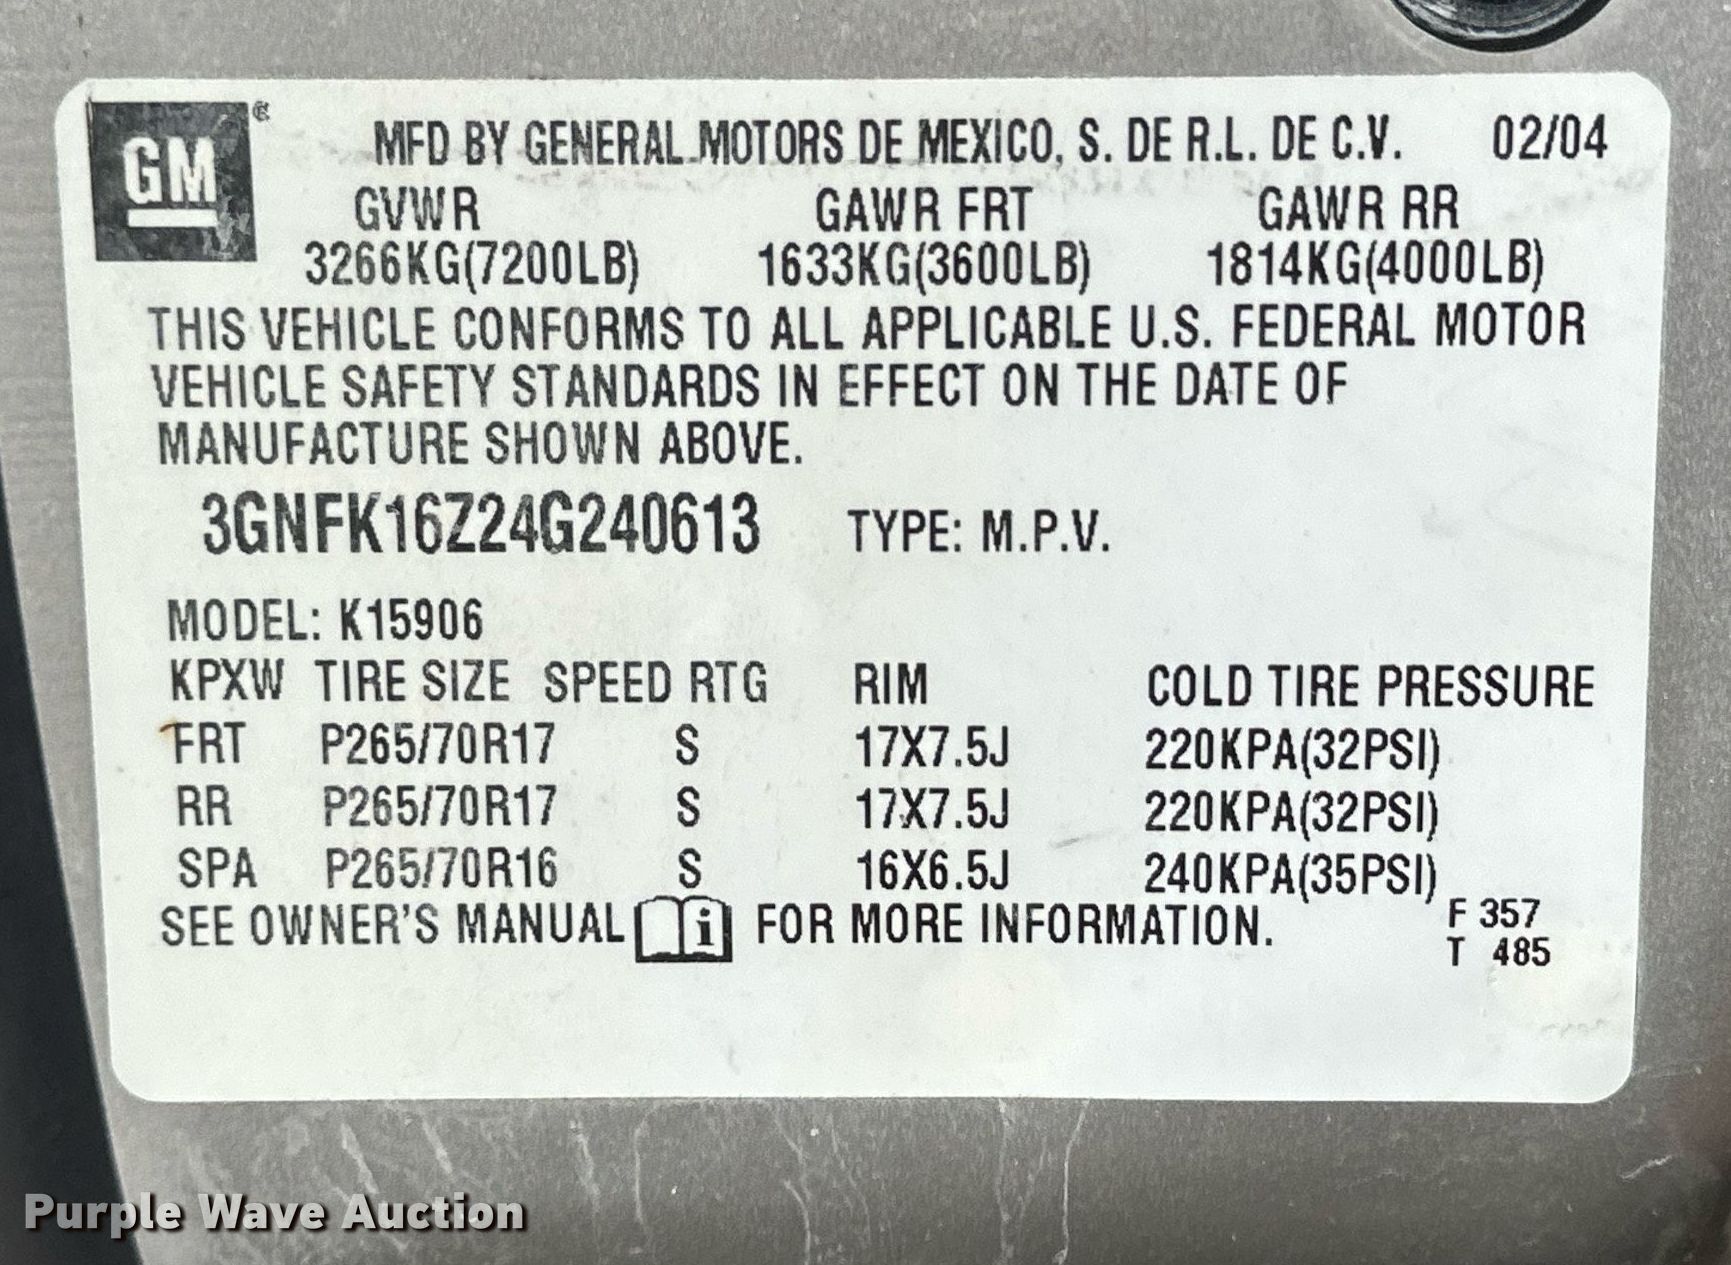 GM
MFD BY GENERAL MOTORS DE MEXICO, S. DE R.L. DE C.V. 02/04
GVWR GAWR FRT GAWR RR
3266KG(7200LB) 1633KG(3600LB) 1814KG(4000LB)
THIS VEHICLE CONFORMS TO ALL APPLICABLE U.S. FEDERAL MOTOR
VEHICLE SAFETY STANDARDS IN EFFECT ON THE DATE OF
MANUFACTURE SHOWN ABOVE.
3GNFK16Z24G240613 TYPE: M.P.V.
MODEL: K15906
KPXW TIRE SIZE SPEED RTG RIM COLD TIRE PRESSURE
FRT P265/70R17 S 17X7.5J 220KPA(32PSI)
RR P265/70R17 S 17X7.5J 220KPA(32PSI)
SPA P265/70R16 S 16X6.5J 240KPA(35PSI)
SEE OWNER'S MANUAL i FOR MORE INFORMATION. F 357
T 485
Purple Wave Auction